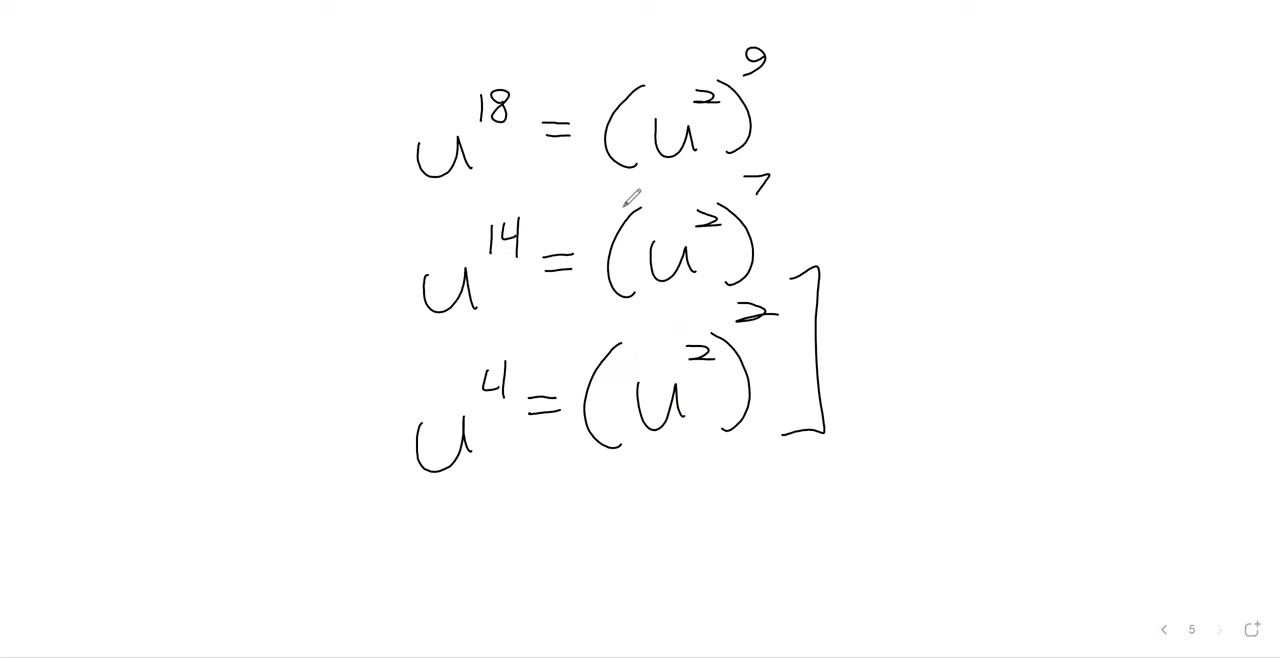 u^18 = (u^2)^9
u^14 = (u^2)^7
u^4 = (u^2)^2 ]
5